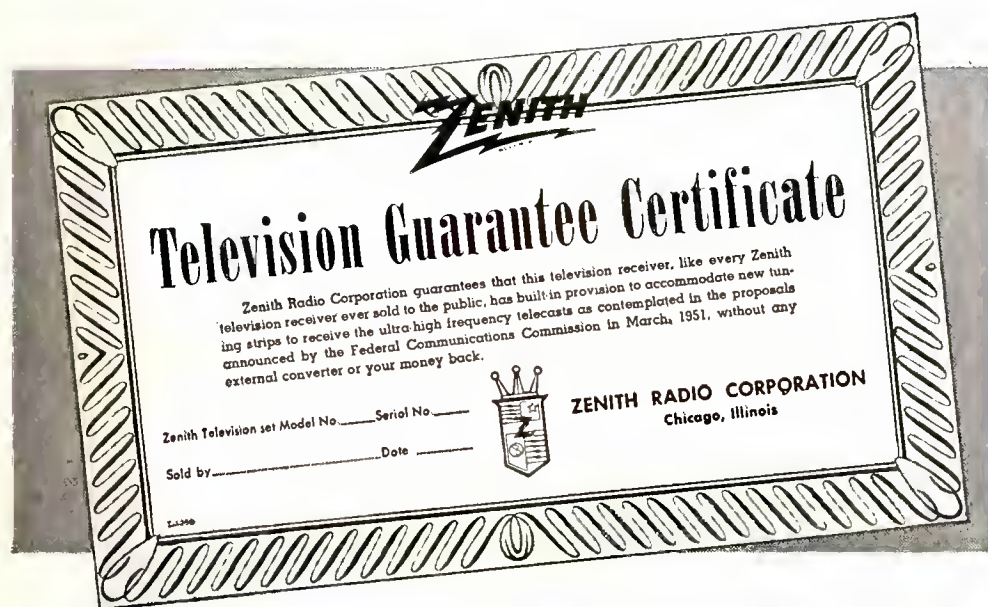 ZENITH
Television Guarantee Certificate
Zenith Radio Corporation guarantees that this television receiver, like every Zenith
television receiver ever sold to the public, has built-in provision to accommodate new tun-
ing strips to receive the ultra-high frequency telecasts as contemplated in the proposals
announced by the Federal Communications Commission in March, 1951, without any
external converter or your money back.
Zenith Television set Model No.______Serial No.______
Sold by______Date______
Z
ZENITH RADIO CORPORATION
Chicago, Illinois